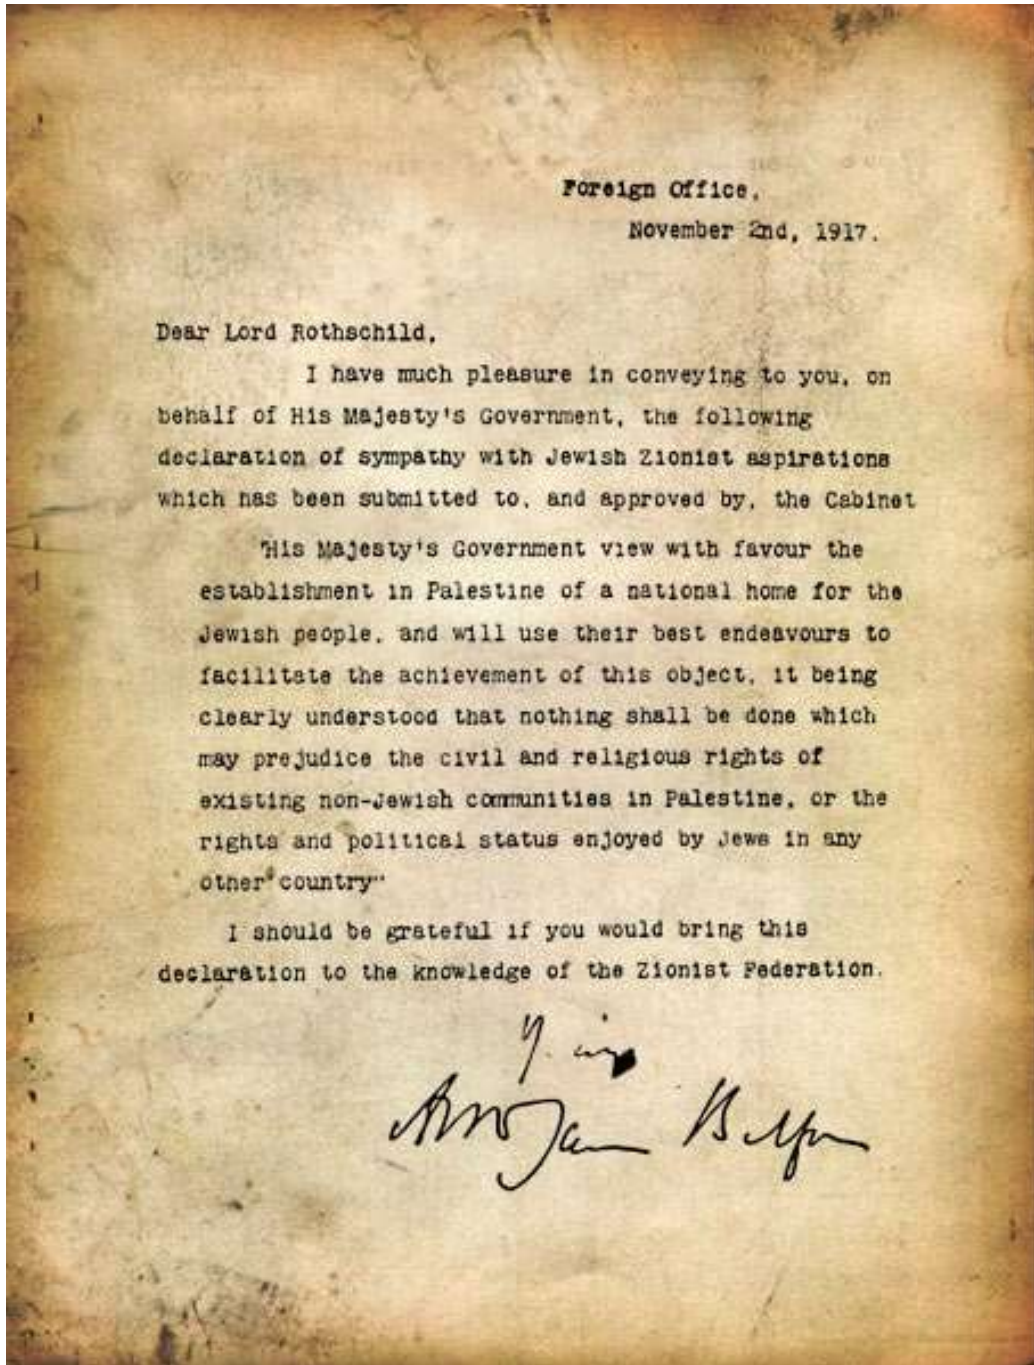 Foreign Office,
November 2nd, 1917.
Dear Lord Rothschild,
I have much pleasure in conveying to you, on
behalf of His Majesty's Government, the following
declaration of sympathy with Jewish Zionist aspirations
which has been submitted to, and approved by, the Cabinet
"His Majesty's Government view with favour the
establishment in Palestine of a national home for the
Jewish people, and will use their best endeavours to
facilitate the achievement of this object, it being
clearly understood that nothing shall be done which
may prejudice the civil and religious rights of
existing non-Jewish communities in Palestine, or the
rights and political status enjoyed by Jews in any
other country"
I should be grateful if you would bring this
declaration to the knowledge of the Zionist Federation.
Arthur James Balfour